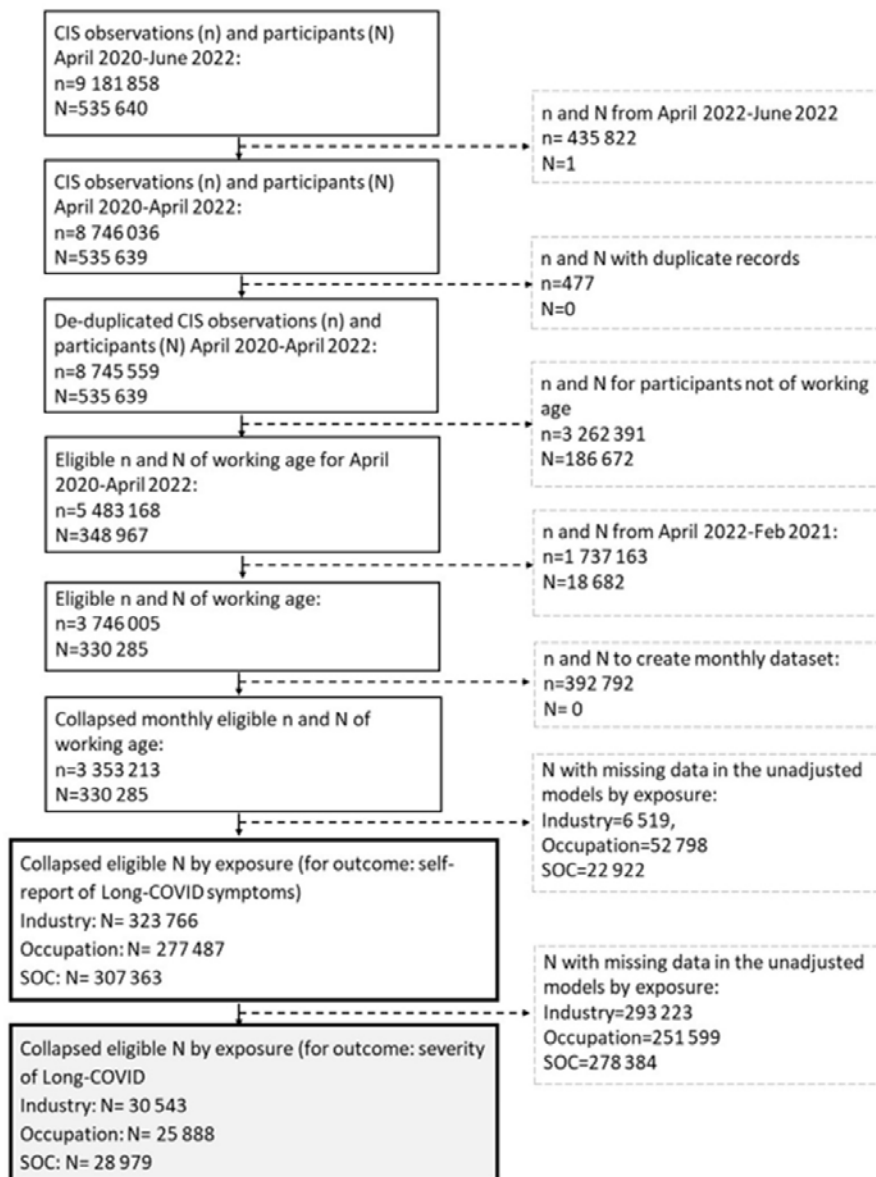 CIS observations (n) and participants (N)
April 2020-June 2022:
n=9 181 858
N=535 640
n and N from April 2022-June 2022
n= 435 822
N=1
CIS observations (n) and participants (N)
April 2020-April 2022:
n=8 746 036
N=535 639
n and N with duplicate records
n=477
N=0
De-duplicated CIS observations (n) and
participants (N) April 2020-April 2022:
n=8 745 559
N=535 639
n and N for participants not of working
age
n=3 262 391
N=186 672
Eligible n and N of working age for April
2020-April 2022:
n=5 483 168
N=348 967
n and N from April 2022-Feb 2021:
n=1 737 163
N=18 682
Eligible n and N of working age:
n=3 746 005
N=330 285
n and N to create monthly dataset:
n=392 792
N= 0
Collapsed monthly eligible n and N of
working age:
n=3 353 213
N=330 285
N with missing data in the unadjusted
models by exposure:
Industry=6 519,
Occupation=52 798
SOC=22 922
Collapsed eligible N by exposure (for outcome: self-
report of Long-COVID symptoms)
Industry: N= 323 766
Occupation: N= 277 487
SOC: N= 307 363
N with missing data in the unadjusted
models by exposure:
Industry=293 223
Occupation=251 599
SOC=278 384
Collapsed eligible N by exposure (for outcome: severity
of Long-COVID
Industry: N= 30 543
Occupation: N= 25 888
SOC: N= 28 979